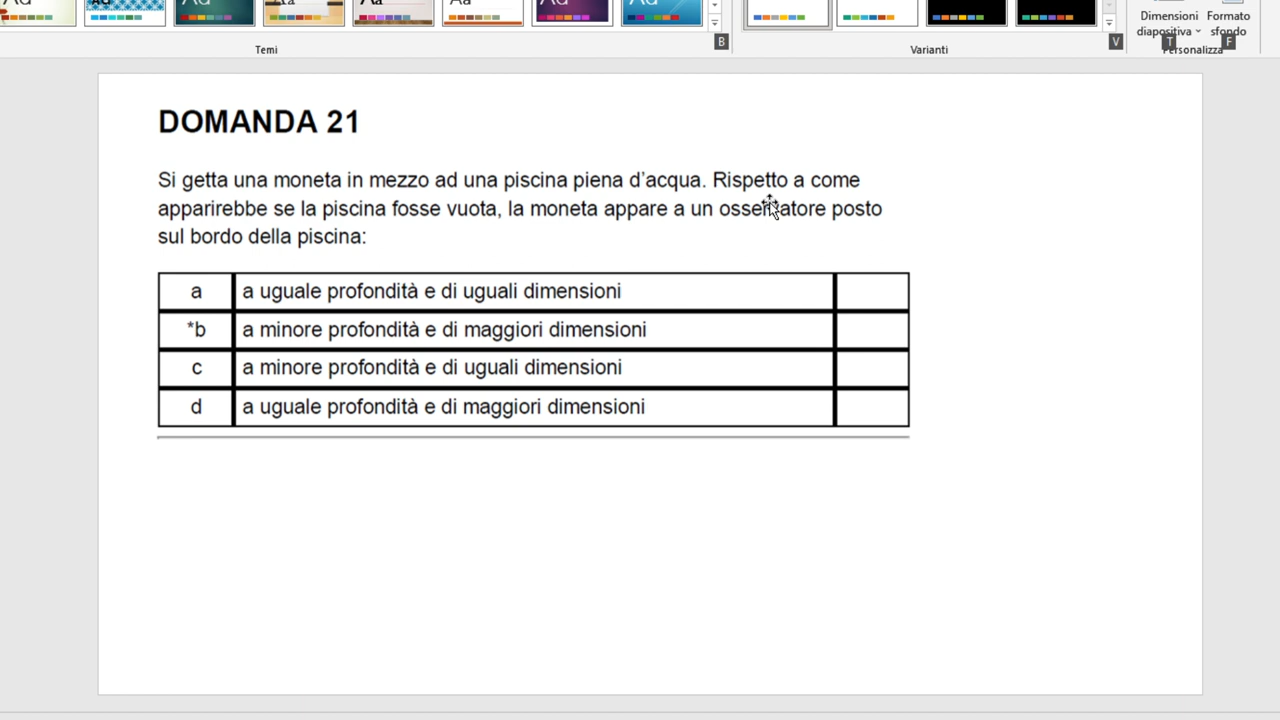 Aa
Dimensioni
diapositiva
Formato
sfondo
Temi
B
Varianti
V
T
F
Personalizza
DOMANDA 21
Si getta una moneta in mezzo ad una piscina piena d'acqua. Rispetto a come
apparirebbe se la piscina fosse vuota, la moneta appare a un osservatore posto
sul bordo della piscina:
a a uguale profondità e di uguali dimensioni
*b a minore profondità e di maggiori dimensioni
c a minore profondità e di uguali dimensioni
d a uguale profondità e di maggiori dimensioni